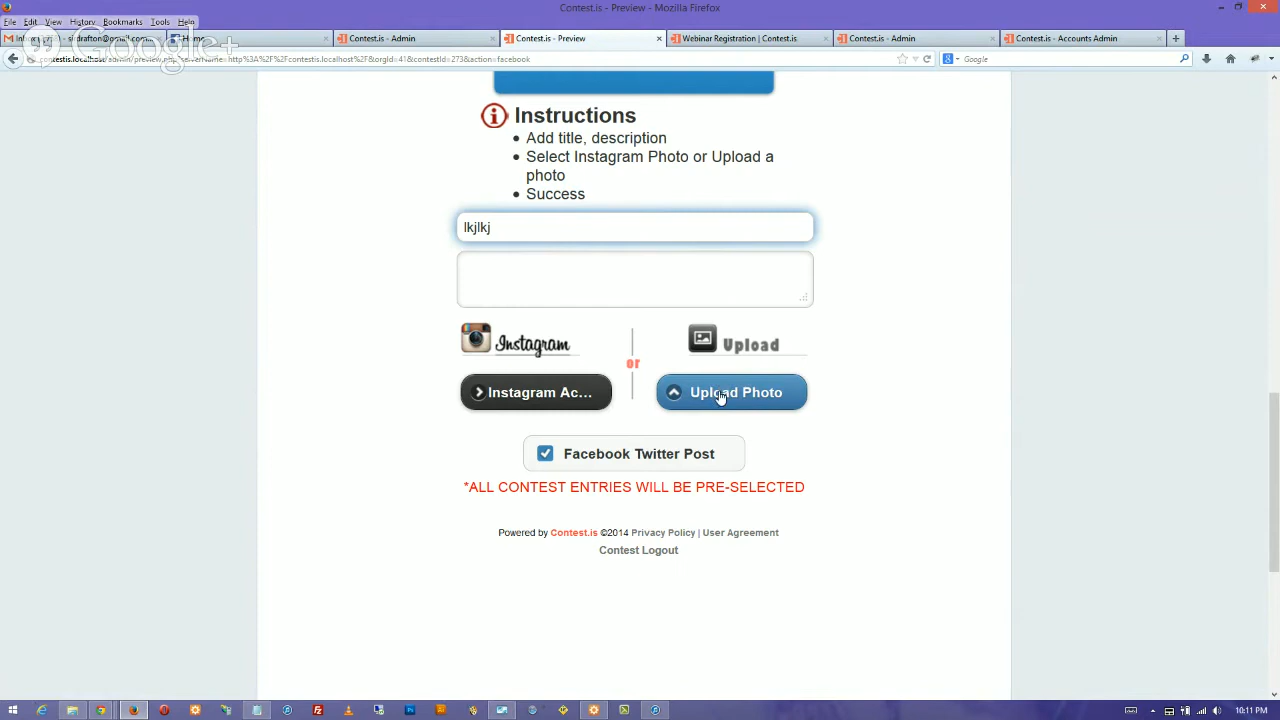 Contest.is - Preview - Mozilla Firefox
File Edit View History Bookmarks Tools Help
Google+
Contest.is - Admin
Contest.is - Preview
Webinar Registration | Contest.is
Contest.is - Admin
Contest.is - Accounts Admin
Google
Instructions
• Add title, description
• Select Instagram Photo or Upload a
photo
• Success
lkjlkj
Instagram
Upload
or
Instagram Ac...
Upload Photo
Facebook Twitter Post
*ALL CONTEST ENTRIES WILL BE PRE-SELECTED
Powered by Contest.is ©2014 Privacy Policy | User Agreement
Contest Logout
10:11 PM